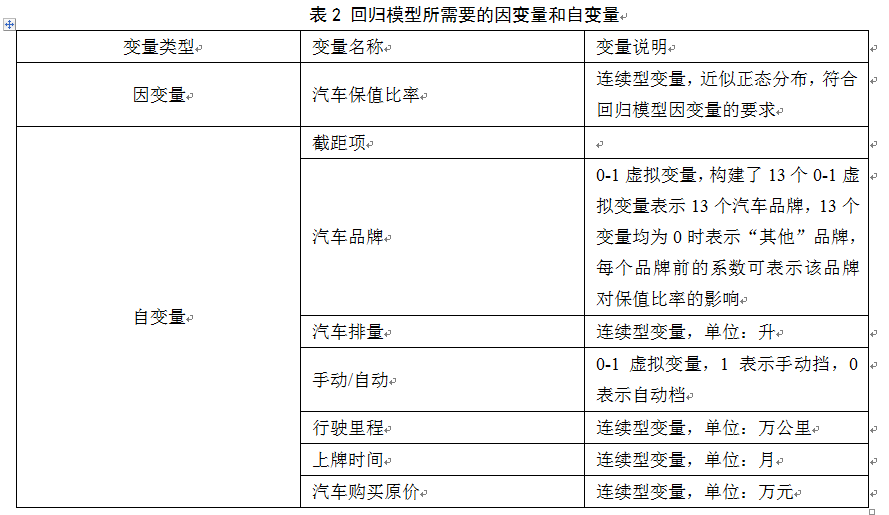 表2 回归模型所需要的因变量和自变量
变量类型
变量名称
变量说明
因变量
汽车保值比率
连续型变量，近似正态分布，符合
回归模型因变量的要求
自变量
截距项
汽车品牌
0-1虚拟变量，构建了13个0-1虚
拟变量表示13个汽车品牌，13个
变量均为0时表示“其他”品牌，
每个品牌前的系数可表示该品牌
对保值比率的影响
汽车排量
连续型变量，单位：升
手动/自动
0-1 虚拟变量，1 表示手动挡，0
表示自动档
行驶里程
连续型变量，单位：万公里
上牌时间
连续型变量，单位：月
汽车购买原价
连续型变量，单位：万元